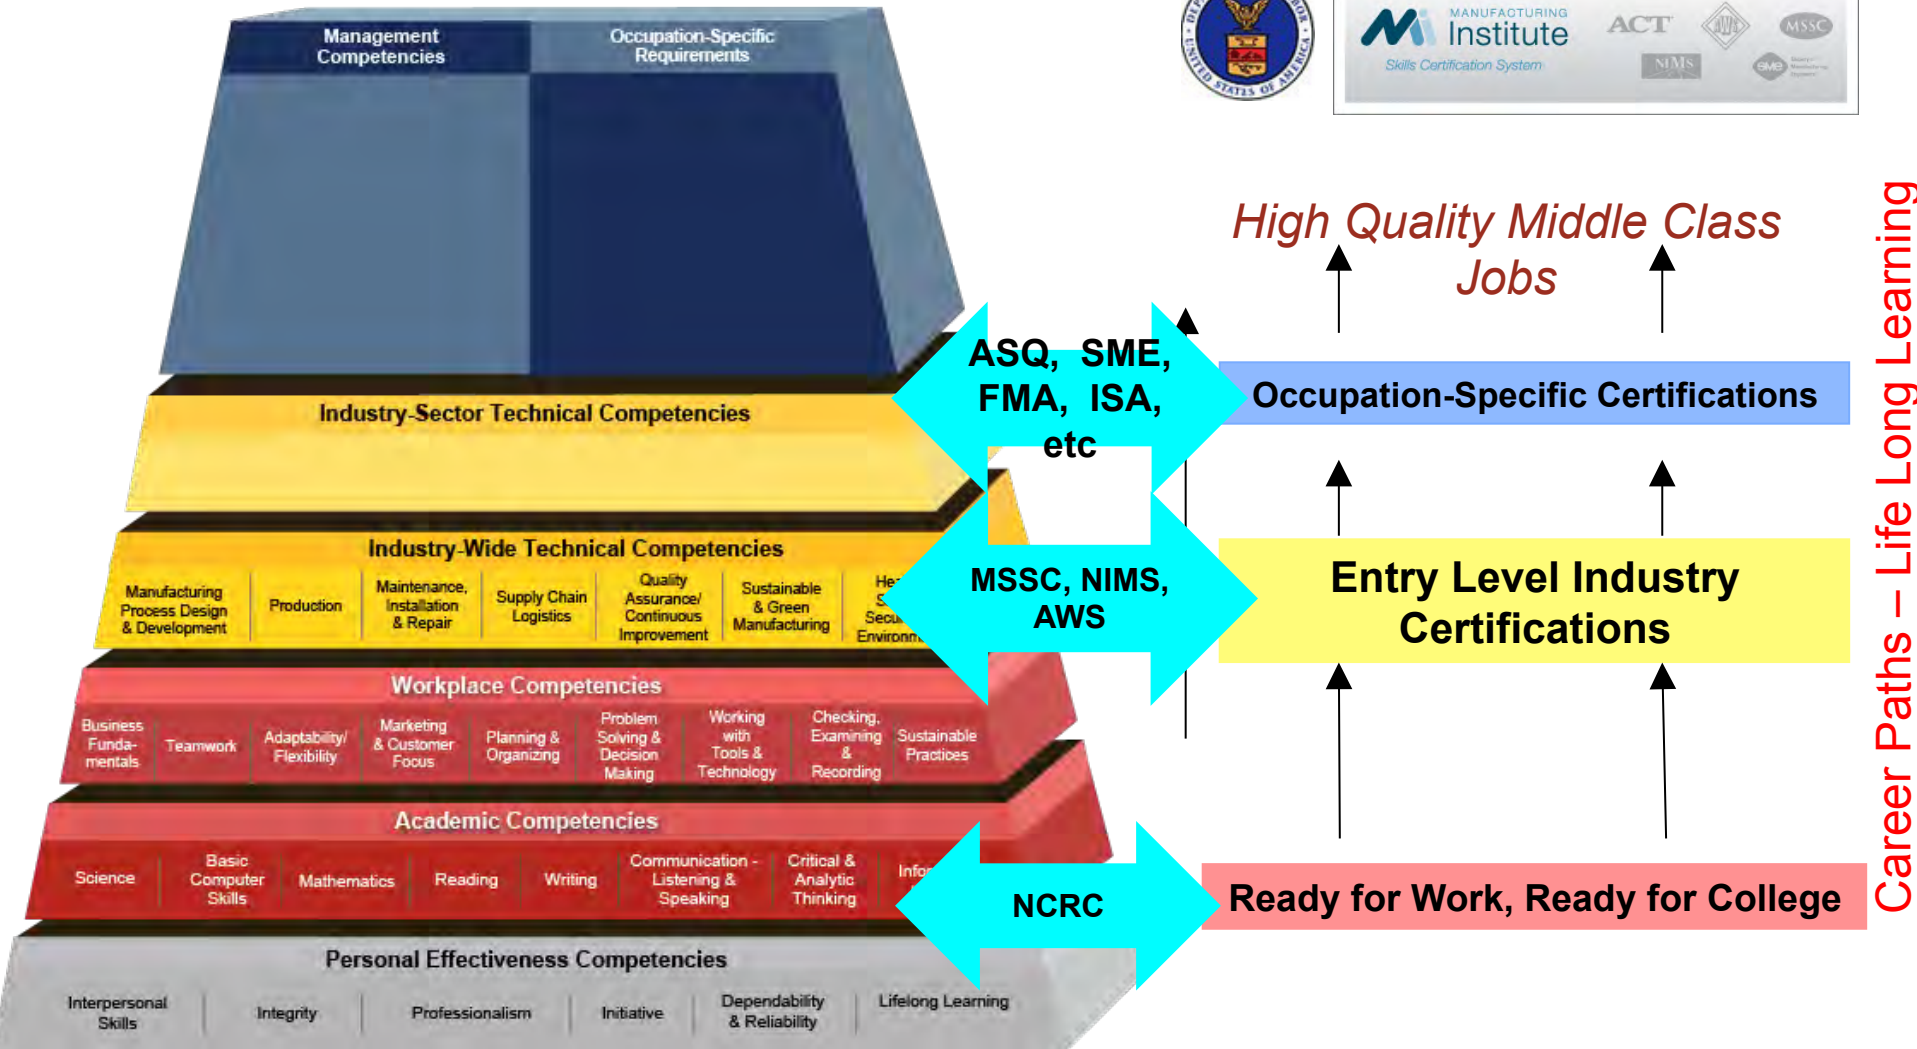 Management
Competencies
Occupation-Specific
Requirements
UNITED STATES OF AMERICA
MANUFACTURING
Institute
Skills Certification System
ACT
AWS
MSSC
NIMS
SME
High Quality Middle Class
Jobs
Career Paths – Life Long Learning
Industry-Sector Technical Competencies
ASQ, SME,
FMA, ISA,
etc
Occupation-Specific Certifications
Industry-Wide Technical Competencies
Manufacturing
Process Design
& Development
Production
Maintenance,
Installation
& Repair
Supply Chain
Logistics
Quality
Assurance/
Continuous
Improvement
Sustainable
& Green
Manufacturing
MSSC, NIMS,
AWS
Entry Level Industry
Certifications
Workplace Competencies
Business
Funda-
mentals
Teamwork
Adaptability/
Flexibility
Marketing
& Customer
Focus
Planning &
Organizing
Problem
Solving &
Decision
Making
Working
with
Tools &
Technology
Checking,
Examining
&
Recording
Sustainable
Practices
Academic Competencies
Science
Basic
Computer
Skills
Mathematics
Reading
Writing
Communication -
Listening &
Speaking
Critical &
Analytic
Thinking
NCRC
Ready for Work, Ready for College
Personal Effectiveness Competencies
Interpersonal
Skills
Integrity
Professionalism
Initiative
Dependability
& Reliability
Lifelong Learning